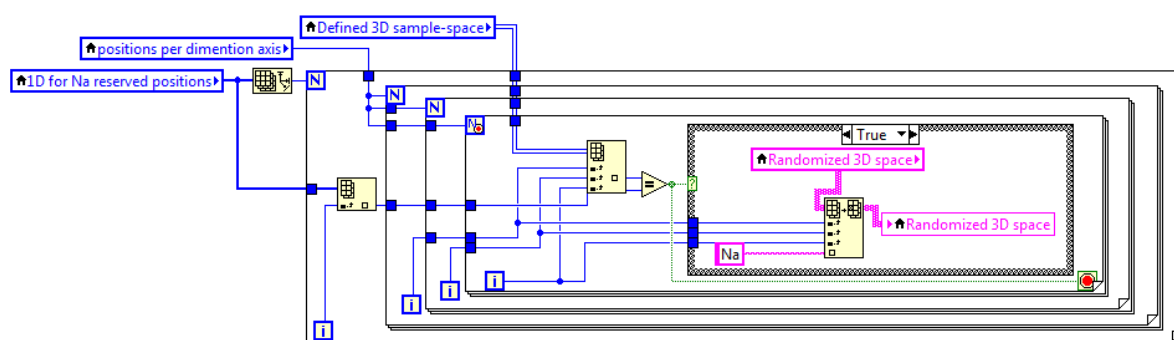 Defined 3D sample-space
positions per dimention axis
1D for Na reserved positions
N
N
N
N
True
Randomized 3D space
?
=
Randomized 3D space
Na
i
i
i
i